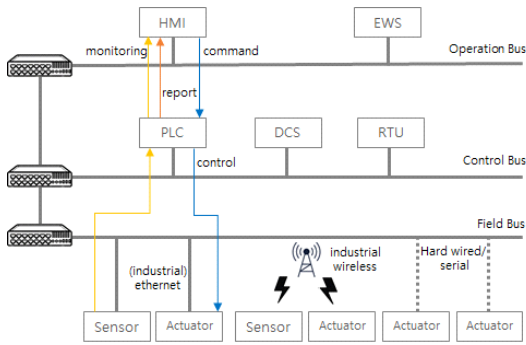 HMI
EWS
monitoring
command
Operation Bus
report
PLC
DCS
RTU
control
Control Bus
Field Bus
(industrial)
ethernet
industrial
wireless
Hard wired/
serial
Sensor
Actuator
Sensor
Actuator
Actuator
Actuator